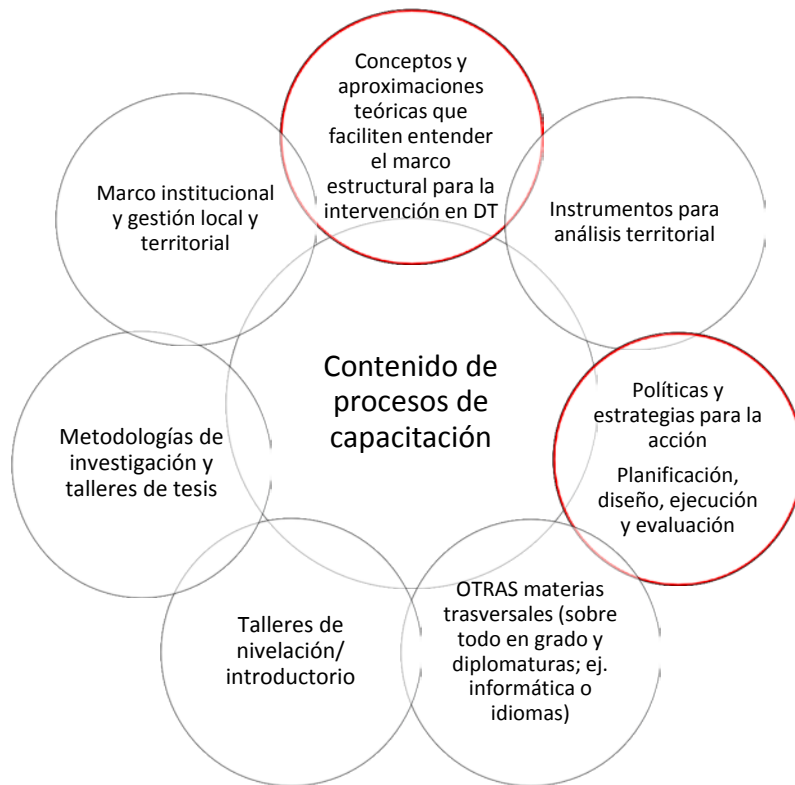 Conceptos y
aproximaciones
teóricas que
faciliten entender
el marco
estructural para la
intervención en DT
Instrumentos para
análisis territorial
Políticas y
estrategias para la
acción
Planificación,
diseño, ejecución
y evaluación
OTRAS materias
trasversales (sobre
todo en grado y
diplomaturas; ej.
informática o
idiomas)
Talleres de
nivelación/
introductorio
Metodologías de
investigación y
talleres de tesis
Marco institucional
y gestión local y
territorial
Contenido de
procesos de
capacitación